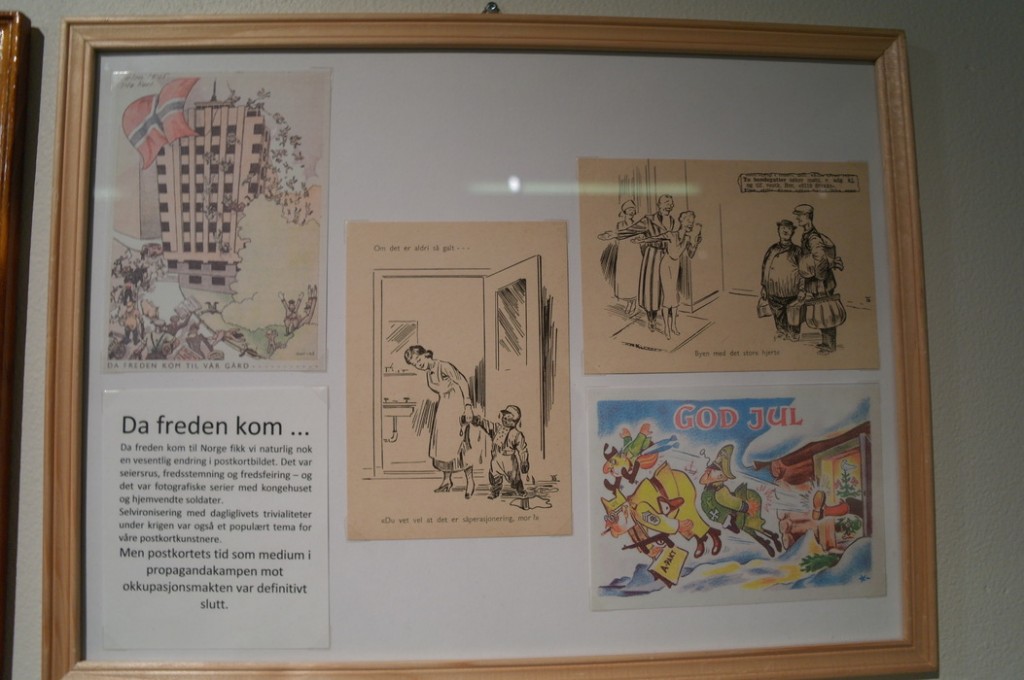 DA FREDEN KOM TIL VÅR GÅRD
Da freden kom ...
Da freden kom til Norge fikk vi naturlig nok
en vesentlig endring i postkortbildet. Det var
seiersrus, fredsstemning og fredsfeiring – og
det var fotografiske serier med kongehuset
og hjemvendte soldater.
Selvironisering med dagliglivets trivialiteter
under krigen var også et populært tema for
våre postkortkunstnere.
Men postkortets tid som medium i
propagandakampen mot
okkupasjonsmakten var definitivt
slutt.
Om det er aldri så galt - - -
»Du vet vel at det er såperasjonering, mor!«
Byen med det store hjerte
GOD JUL
A-PAKT